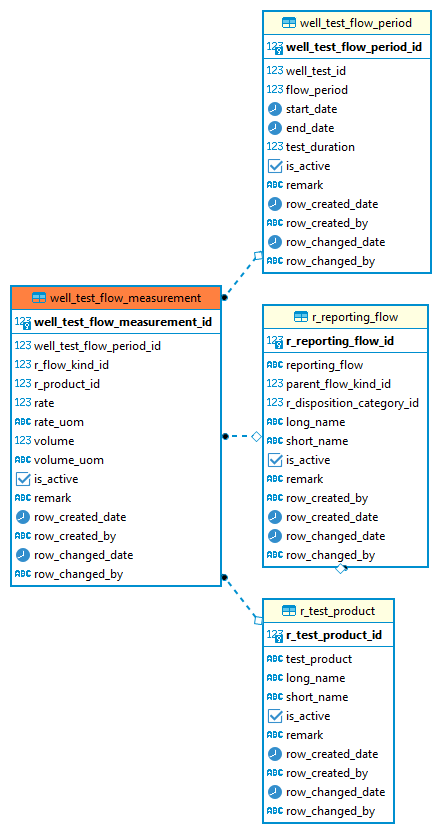 well_test_flow_period
123 well_test_flow_period_id
123 well_test_id
123 flow_period
start_date
end_date
123 test_duration
is_active
ABC remark
row_created_date
ABC row_created_by
row_changed_date
ABC row_changed_by
well_test_flow_measurement
123 well_test_flow_measurement_id
123 well_test_flow_period_id
123 r_flow_kind_id
123 r_product_id
123 rate
ABC rate_uom
123 volume
ABC volume_uom
is_active
ABC remark
row_created_date
ABC row_created_by
row_changed_date
ABC row_changed_by
r_reporting_flow
123 r_reporting_flow_id
ABC reporting_flow
123 parent_flow_kind_id
123 r_disposition_category_id
ABC long_name
ABC short_name
is_active
ABC remark
ABC row_created_by
row_created_date
row_changed_date
ABC row_changed_by
r_test_product
123 r_test_product_id
ABC test_product
ABC long_name
ABC short_name
is_active
ABC remark
row_created_date
ABC row_created_by
row_changed_date
ABC row_changed_by